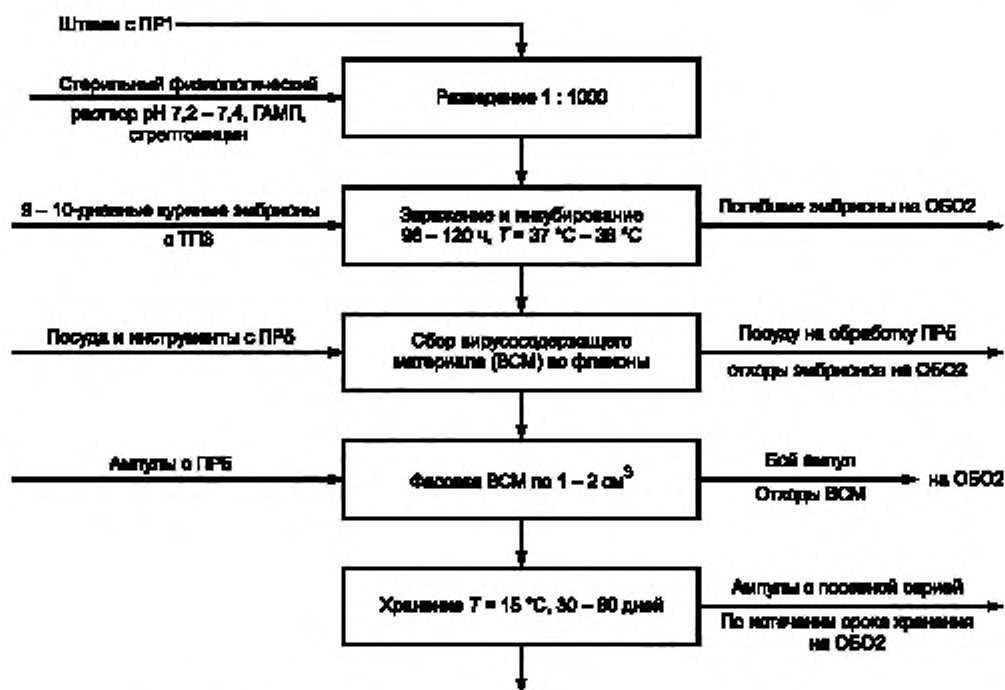 Штамм с ПР1
Стерильный физиологический
раствор pH 7,2 – 7,4, ГАМП,
стрептомицин
Разведение 1 : 1000
9 – 10-дневные куриные эмбрионы
с ТП3
Заражение и инкубирование
96 – 120 ч, T = 37 °C – 38 °C
Погибшие эмбрионы на ОБО2
Посуда и инструменты с ПР5
Сбор вирусосодержащего
материала (ВСМ) во флаконы
Посуду на обработку ПР5
отходы эмбрионов на ОБО2
Ампулы с ПР5
Фасовка ВСМ по 1 – 2 см³
Бой ампул
Отходы ВСМ
на ОБО2
Хранение T = 15 °C, 30 – 90 дней
Ампулы с посевной серией
По истечении срока хранения
на ОБО2